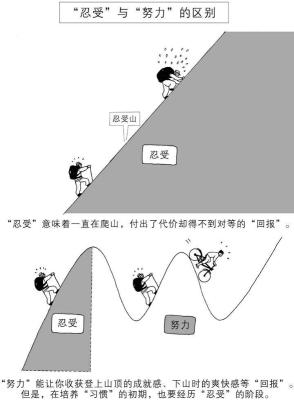 “忍受”与“努力”的区别
忍受山
忍受
“忍受”意味着一直在爬山，付出了代价却得不到对等的“回报”。
忍受
努力
“努力”能让你收获登上山顶的成就感、下山时的爽快感等“回报”。
但是，在培养“习惯”的初期，也要经历“忍受”的阶段。